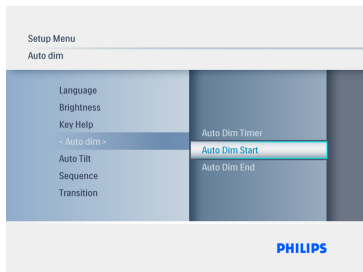 Setup Menu
Auto dim
Language
Brightness
Key Help
< Auto dim >
Auto Tilt
Sequence
Transition
Auto Dim Timer
Auto Dim Start
Auto Dim End
PHILIPS